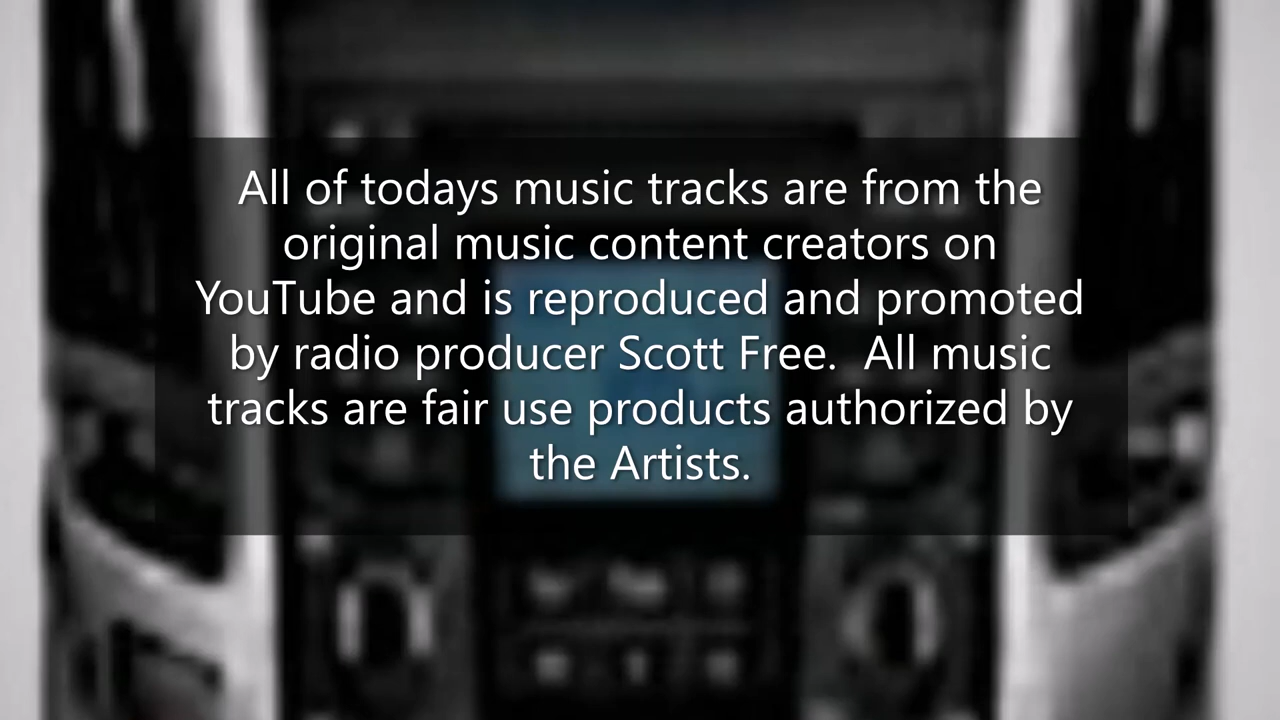 All of todays music tracks are from the
original music content creators on
YouTube and is reproduced and promoted
by radio producer Scott Free.  All music
tracks are fair use products authorized by
the Artists.